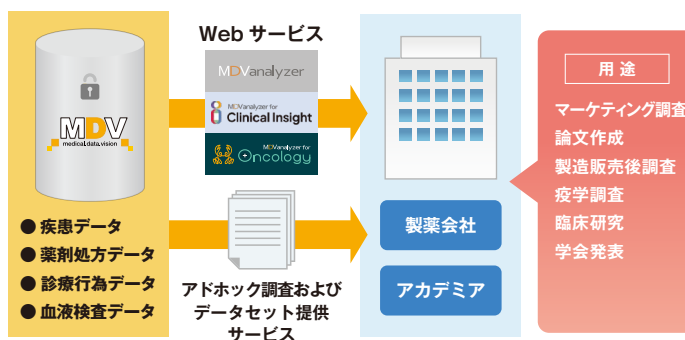 MDV
medical.data.vision
● 疾患データ
● 薬剤処方データ
● 診療行為データ
● 血液検査データ
Web サービス
MDVanalyzer
MDVanalyzer for
Clinical Insight
MDVanalyzer for
Oncology
アドホック調査および
データセット提供
サービス
製薬会社
アカデミア
用 途
マーケティング調査
論文作成
製造販売後調査
疫学調査
臨床研究
学会発表